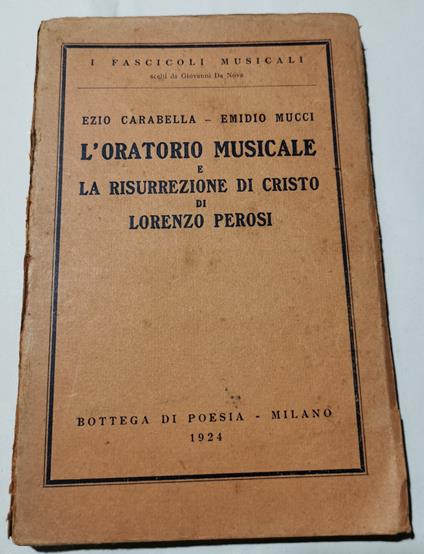 I FASCICOLI MUSICALI
scelti da Giovanni Da Nova
EZIO CARABELLA - EMIDIO MUCCI
L'ORATORIO MUSICALE
E
LA RISURREZIONE DI CRISTO
DI
LORENZO PEROSI
BOTTEGA DI POESIA - MILANO
1924